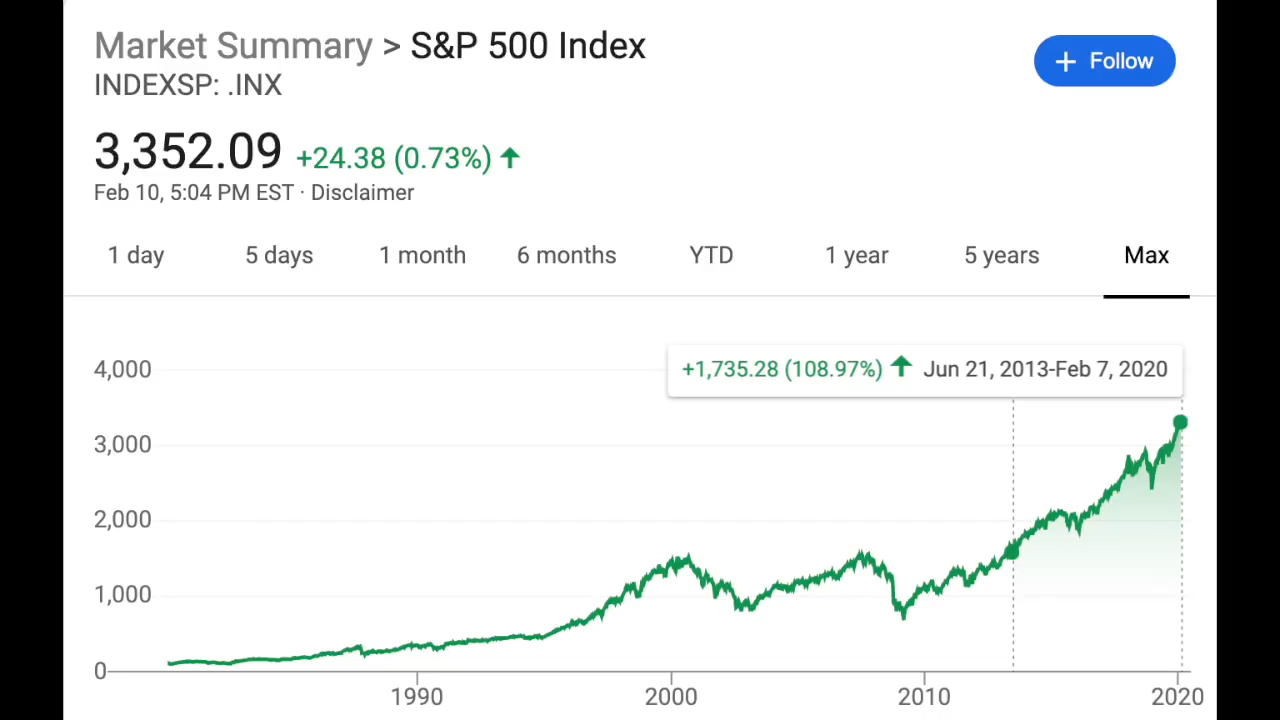 Market Summary > S&P 500 Index
INDEXSP: .INX
+ Follow
3,352.09 +24.38 (0.73%) ↑
Feb 10, 5:04 PM EST · Disclaimer
1 day 5 days 1 month 6 months YTD 1 year 5 years Max
+1,735.28 (108.97%) ↑ Jun 21, 2013-Feb 7, 2020
4,000
3,000
2,000
1,000
0
1990 2000 2010 2020